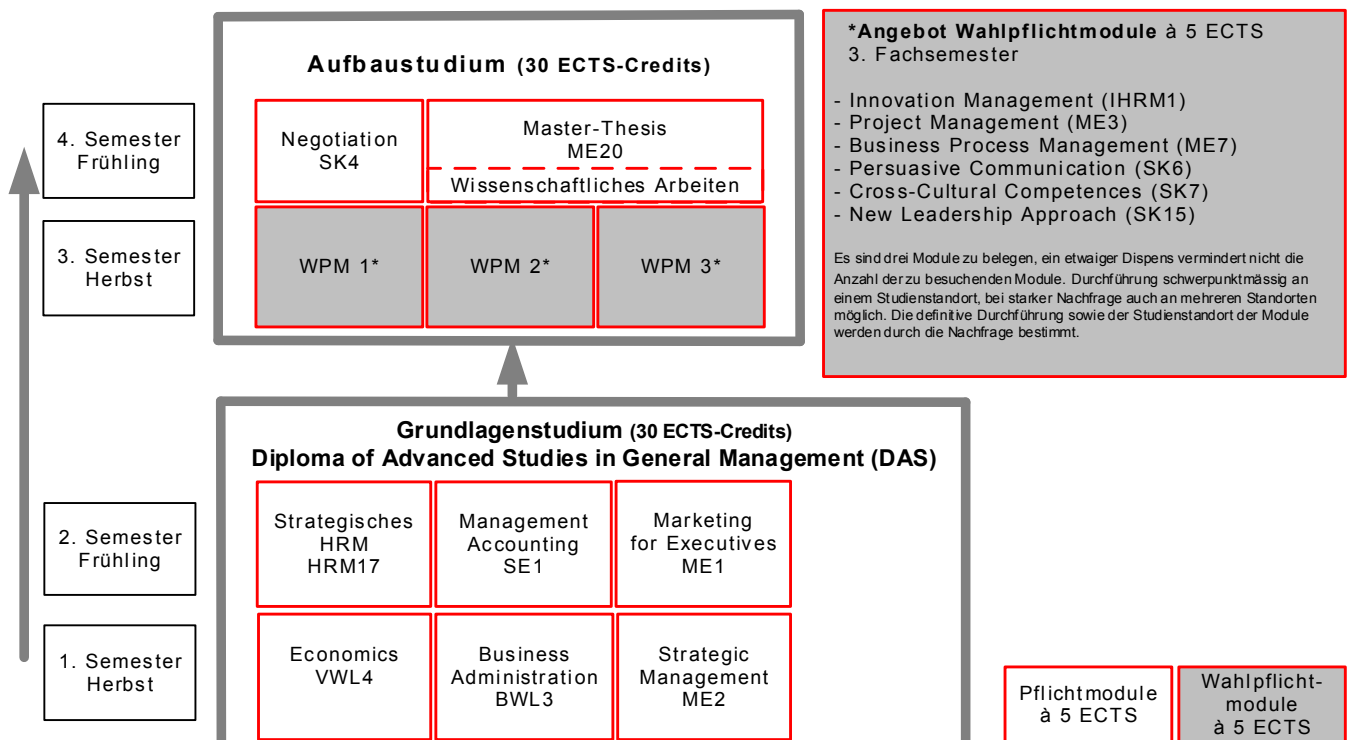 Aufbaustudium (30 ECTS-Credits)
4. Semester
Frühling
Negotiation
SK4
Master-Thesis
ME20
Wissenschaftliches Arbeiten
3. Semester
Herbst
WPM 1*
WPM 2*
WPM 3*
*Angebot Wahlpflichtmodule à 5 ECTS
3. Fachsemester
- Innovation Management (IHRM1)
- Project Management (ME3)
- Business Process Management (ME7)
- Persuasive Communication (SK6)
- Cross-Cultural Competences (SK7)
- New Leadership Approach (SK15)
Es sind drei Module zu belegen, ein etwaiger Dispens vermindert nicht die
Anzahl der zu besuchenden Module. Durchführung schwerpunktmässig an
einem Studienstandort, bei starker Nachfrage auch an mehreren Standorten
möglich. Die definitive Durchführung sowie der Studienstandort der Module
werden durch die Nachfrage bestimmt.
Grundlagenstudium (30 ECTS-Credits)
Diploma of Advanced Studies in General Management (DAS)
2. Semester
Frühling
Strategisches
HRM
HRM17
Management
Accounting
SE1
Marketing
for Executives
ME1
1. Semester
Herbst
Economics
VWL4
Business
Administration
BWL3
Strategic
Management
ME2
Pflichtmodule
à 5 ECTS
Wahlpflicht-
module
à 5 ECTS